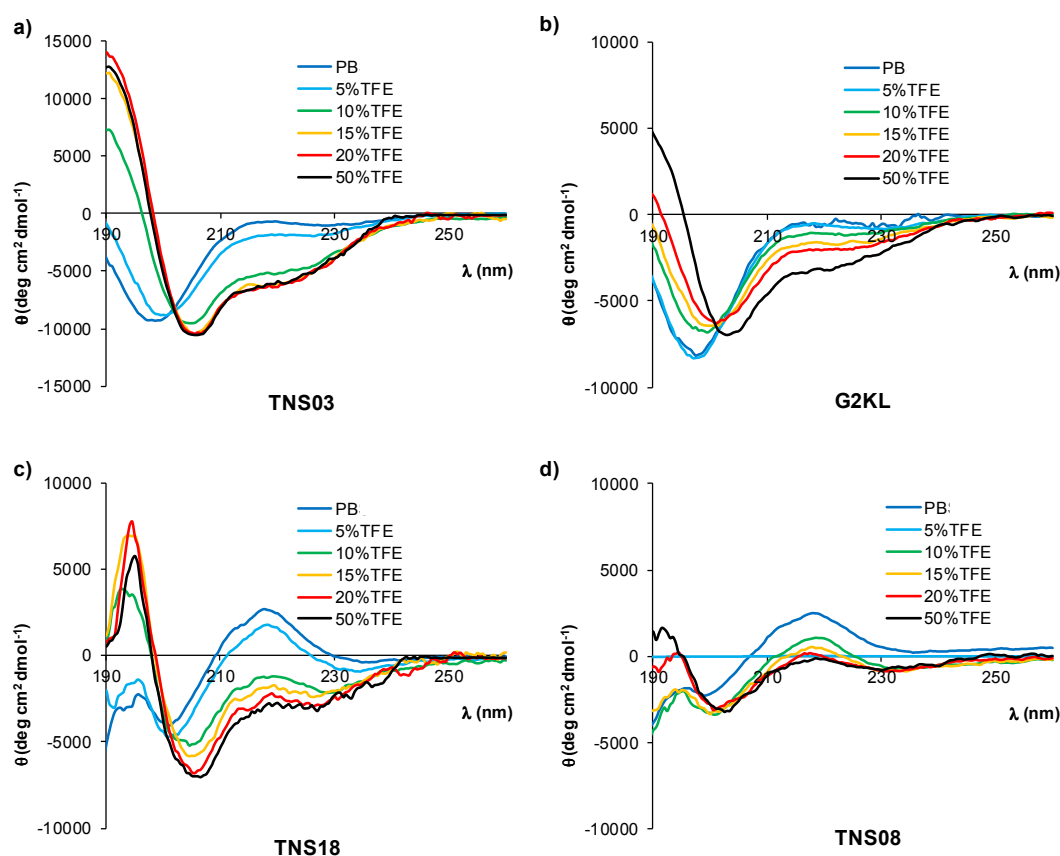 a)
15000
10000
5000
0
-5000
-10000
-15000
190
210
230
250
PB
5%TFE
10%TFE
15%TFE
20%TFE
50%TFE
θ(deg cm² dmol⁻¹)
λ (nm)
TNS03
b)
10000
5000
0
-5000
-10000
190
210
230
250
PB
5%TFE
10%TFE
15%TFE
20%TFE
50%TFE
θ(deg cm² dmol⁻¹)
λ (nm)
G2KL
c)
10000
5000
0
-5000
-10000
190
210
230
250
PB
5%TFE
10%TFE
15%TFE
20%TFE
50%TFE
θ(deg cm² dmol⁻¹)
λ (nm)
TNS18
d)
10000
5000
0
-5000
-10000
190
210
230
250
PB
5%TFE
10%TFE
15%TFE
20%TFE
50%TFE
θ(deg cm² dmol⁻¹)
λ (nm)
TNS08